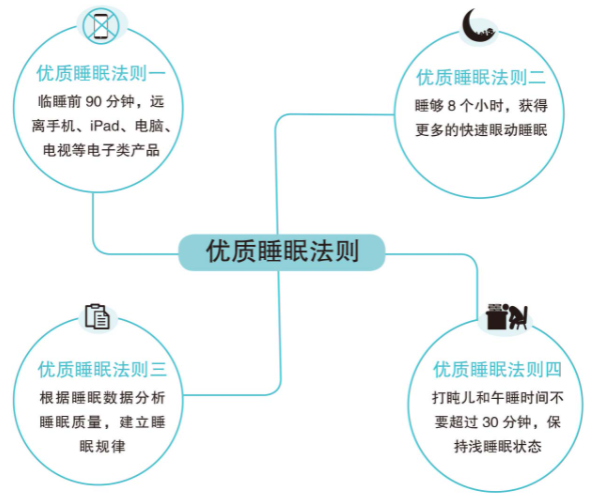 优质睡眠法则一
临睡前 90 分钟，远
离手机、iPad、电脑、
电视等电子类产品
优质睡眠法则二
睡够 8 个小时，获得
更多的快速眼动睡眠
优质睡眠法则
优质睡眠法则三
根据睡眠数据分析
睡眠质量，建立睡
眠规律
优质睡眠法则四
打盹儿和午睡时间不
要超过 30 分钟，保
持浅睡眠状态